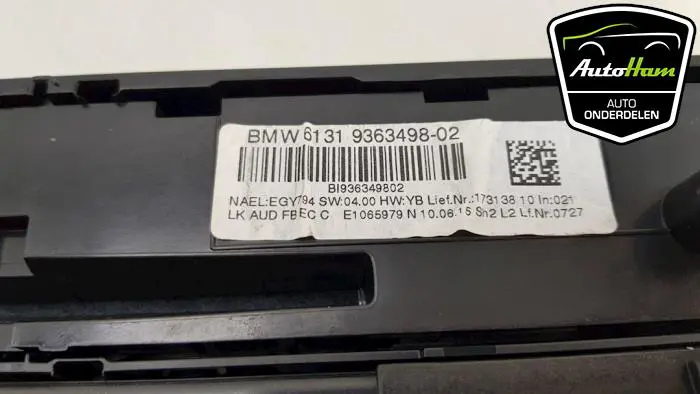 AutoHam
AUTO
ONDERDELEN
BMW 6131 9363498-02
BI936349802
NAEL:EGY794 SW:04.00 HW:YB Lief.Nr.:173138 10 In:021
LK AUD FBEC C E1065979 N 10.06.15 Sh2 L2 Lf.Nr.0727